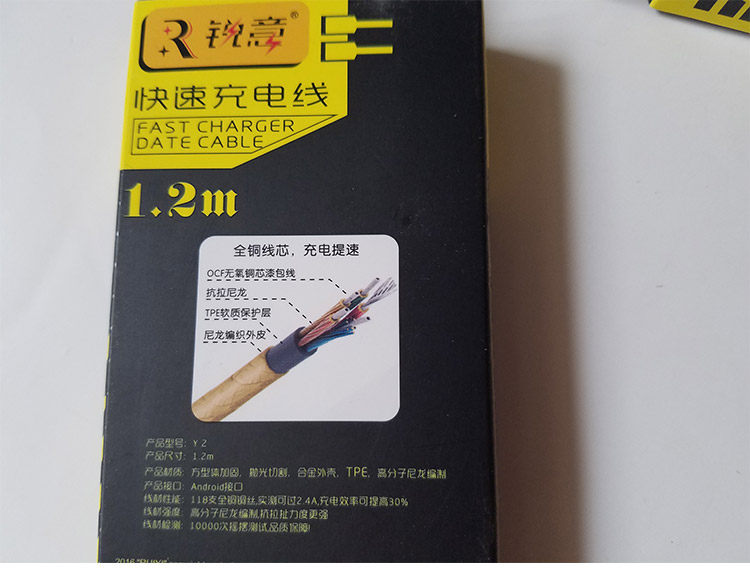 R 锐意®
快速充电线
FAST CHARGER
DATE CABLE
1.2m
全铜线芯，充电提速
OCF无氧铜芯漆包线
抗拉尼龙
TPE软质保护层
尼龙编织外皮
产品型号: Y 2
产品尺寸: 1.2m
产品材质: 方型体加固，抛光切割，合金外壳，TPE，高分子尼龙编制
产品接口: Android接口
线材性能: 118支全铜铜丝,实测可过2.4A,充电效率可提高30%
线材强度: 高分子尼龙编制,抗拉扯力度更强
线材检测: 10000次摇摆测试,品质保障!